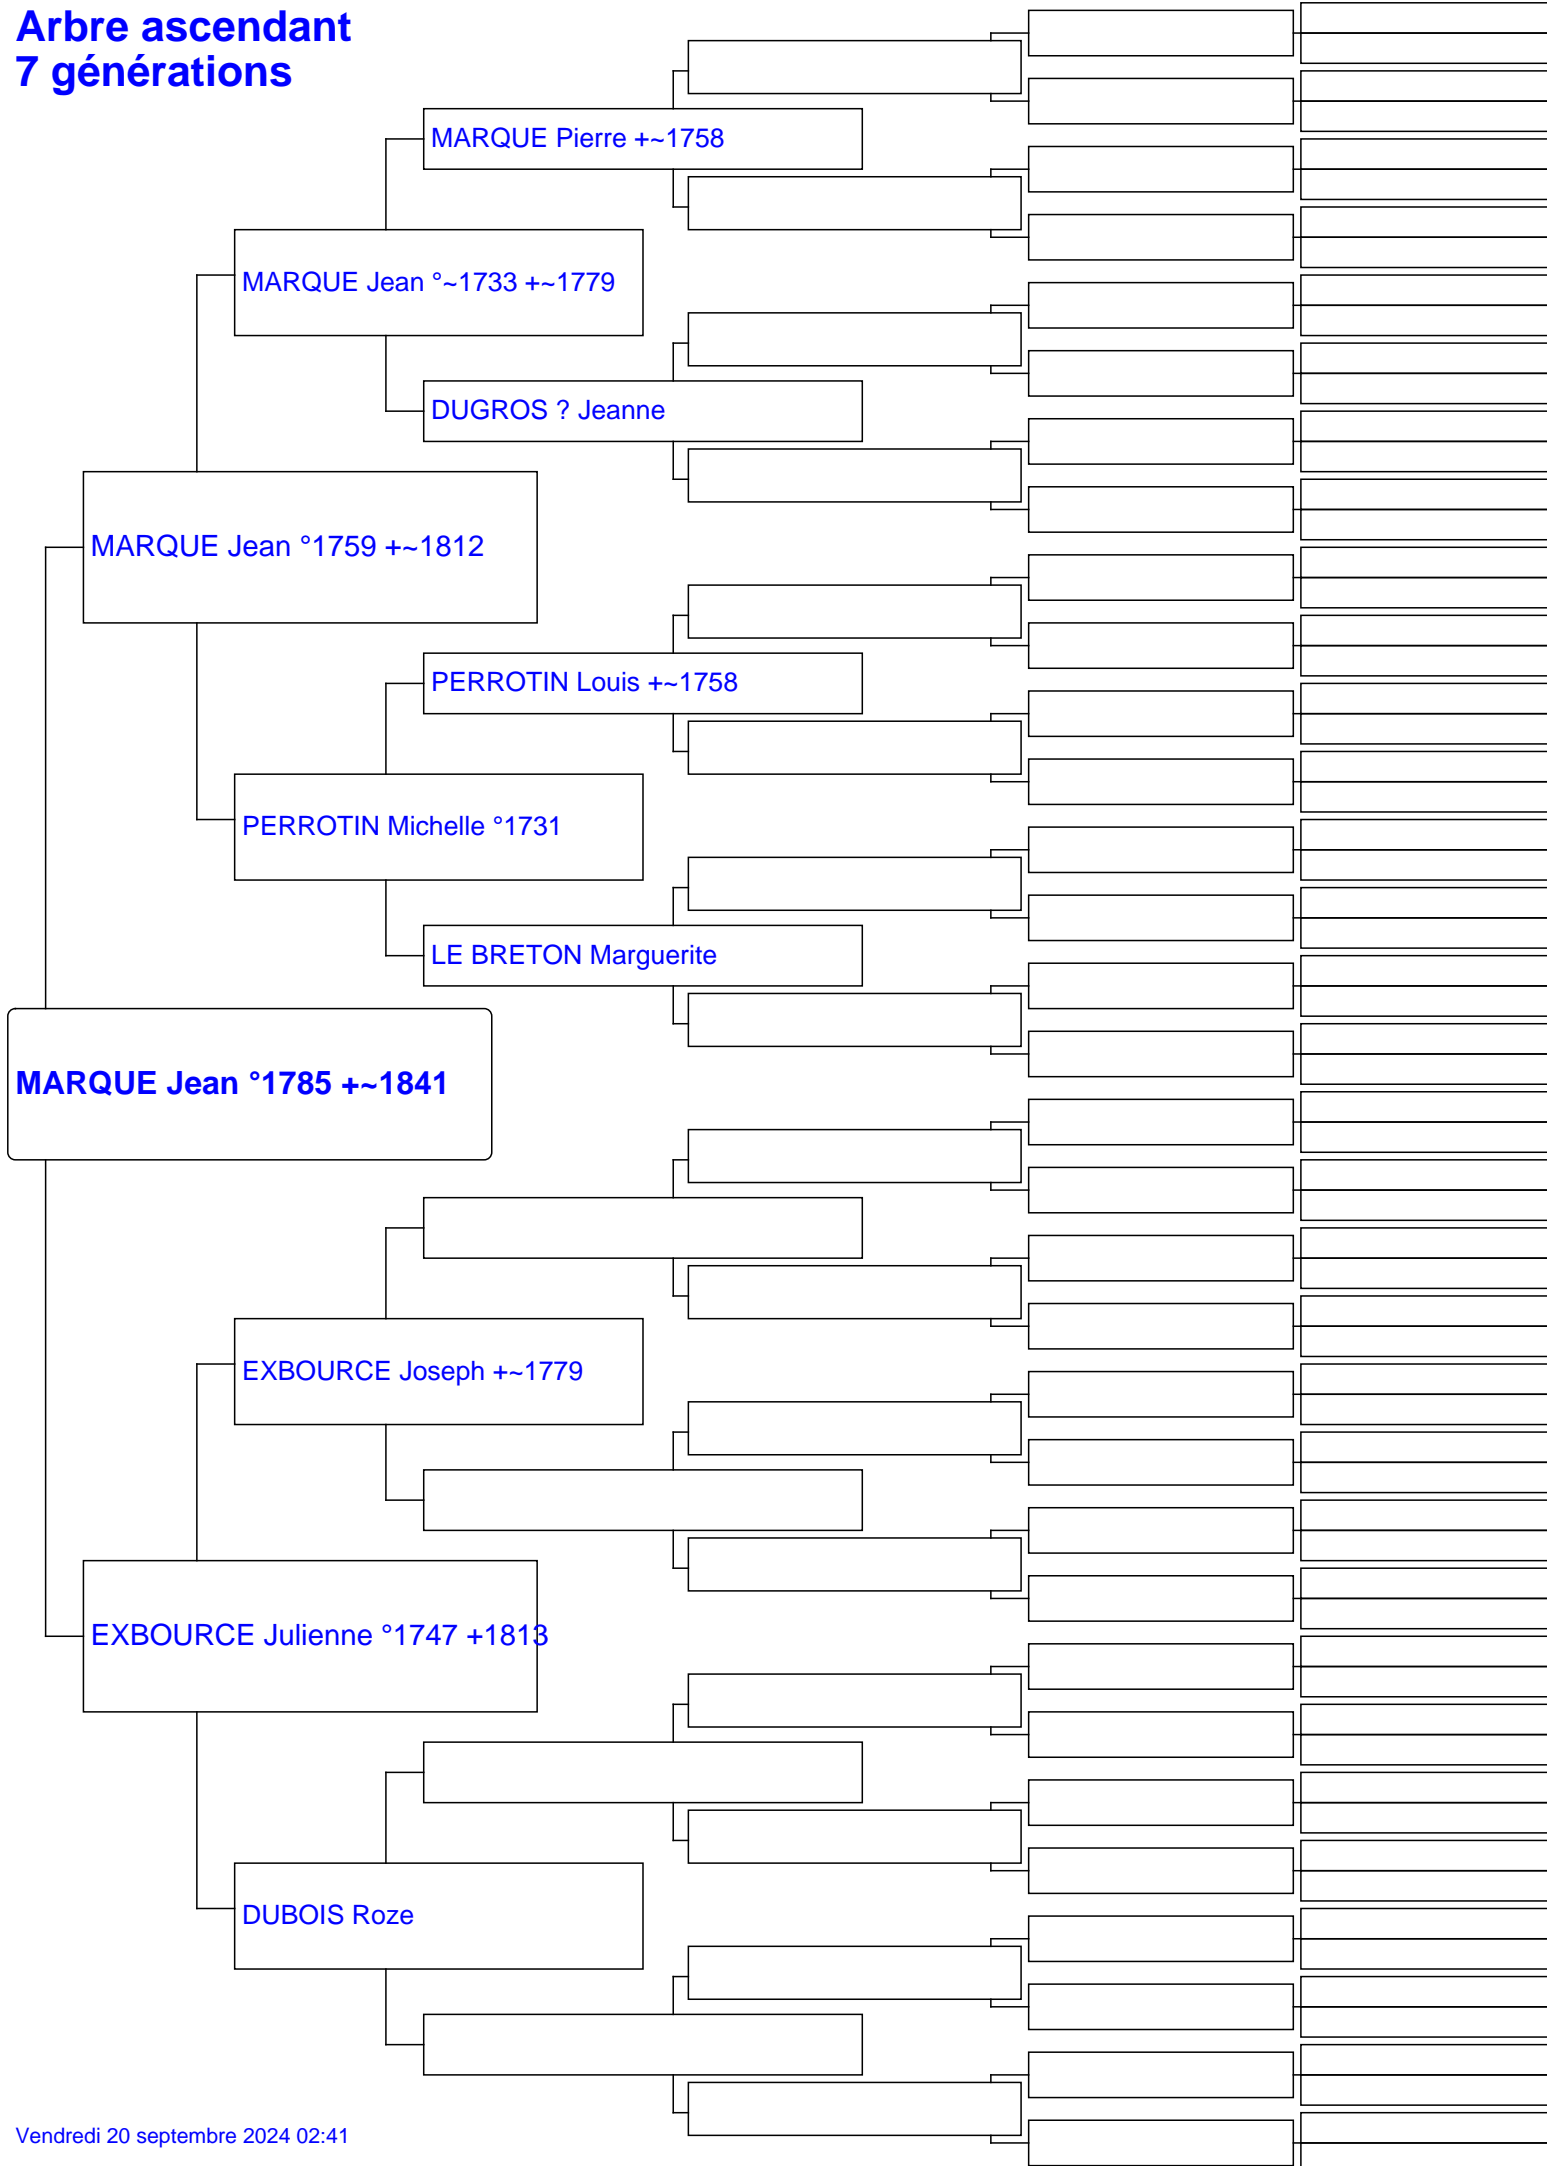 Arbre ascendant
7 générations
MARQUE Pierre +~1758
MARQUE Jean °~1733 +~1779
DUGROS ? Jeanne
MARQUE Jean °1759 +~1812
PERROTIN Louis +~1758
PERROTIN Michelle °1731
LE BRETON Marguerite
MARQUE Jean °1785 +~1841
EXBOURCE Joseph +~1779
EXBOURCE Julienne °1747 +1813
DUBOIS Roze
Vendredi 20 septembre 2024 02:41